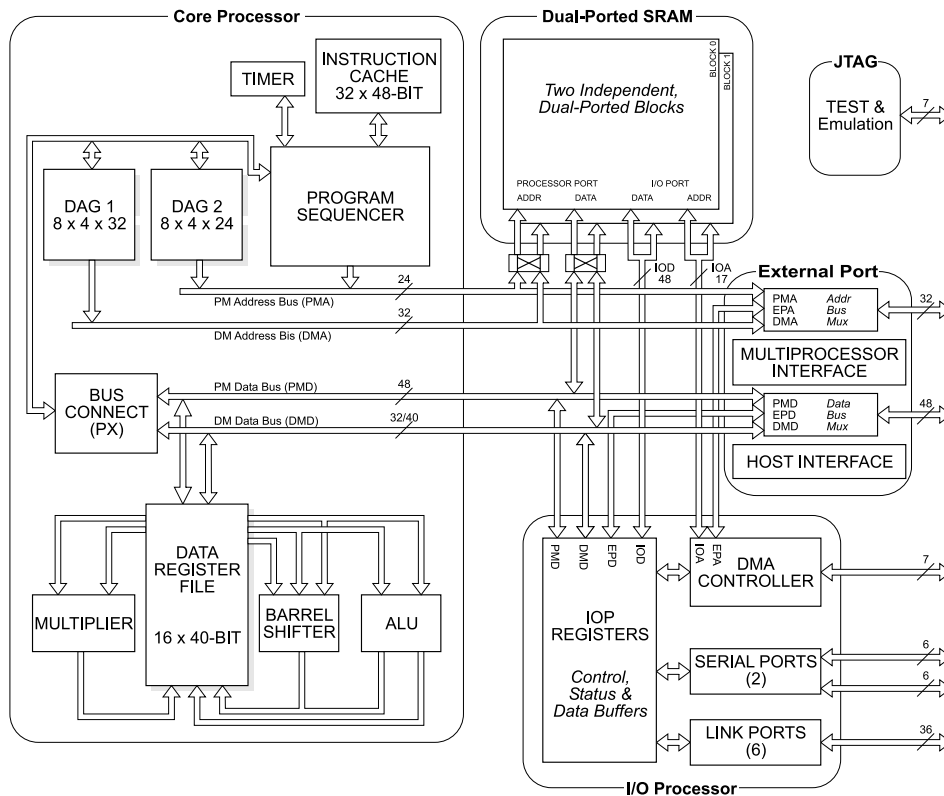 Core Processor
Dual-Ported SRAM
TIMER
INSTRUCTION
CACHE
32 x 48-BIT
BLOCK 0
BLOCK 1
JTAG
TEST &
Emulation
7
Two Independent,
Dual-Ported Blocks
DAG 1
8 x 4 x 32
DAG 2
8 x 4 x 24
PROGRAM
SEQUENCER
PROCESSOR PORT
I/O PORT
ADDR
DATA
DATA
ADDR
IOD
48
IOA
17
External Port
24
PM Address Bus (PMA)
32
DM Address Bis (DMA)
PMA Addr
EPA Bus
DMA Mux
32
MULTIPROCESSOR
INTERFACE
BUS
CONNECT
(PX)
PM Data Bus (PMD)
48
DM Data Bus (DMD)
32/40
PMD Data
EPD Bus
DMD Mux
48
HOST INTERFACE
DATA
REGISTER
FILE
16 x 40-BIT
MULTIPLIER
BARREL
SHIFTER
ALU
PMD
DMD
EPD
IOD
IOA
EPA
DMA
CONTROLLER
7
IOP
REGISTERS
Control,
Status &
Data Buffers
SERIAL PORTS
(2)
6
6
LINK PORTS
(6)
36
I/O Processor